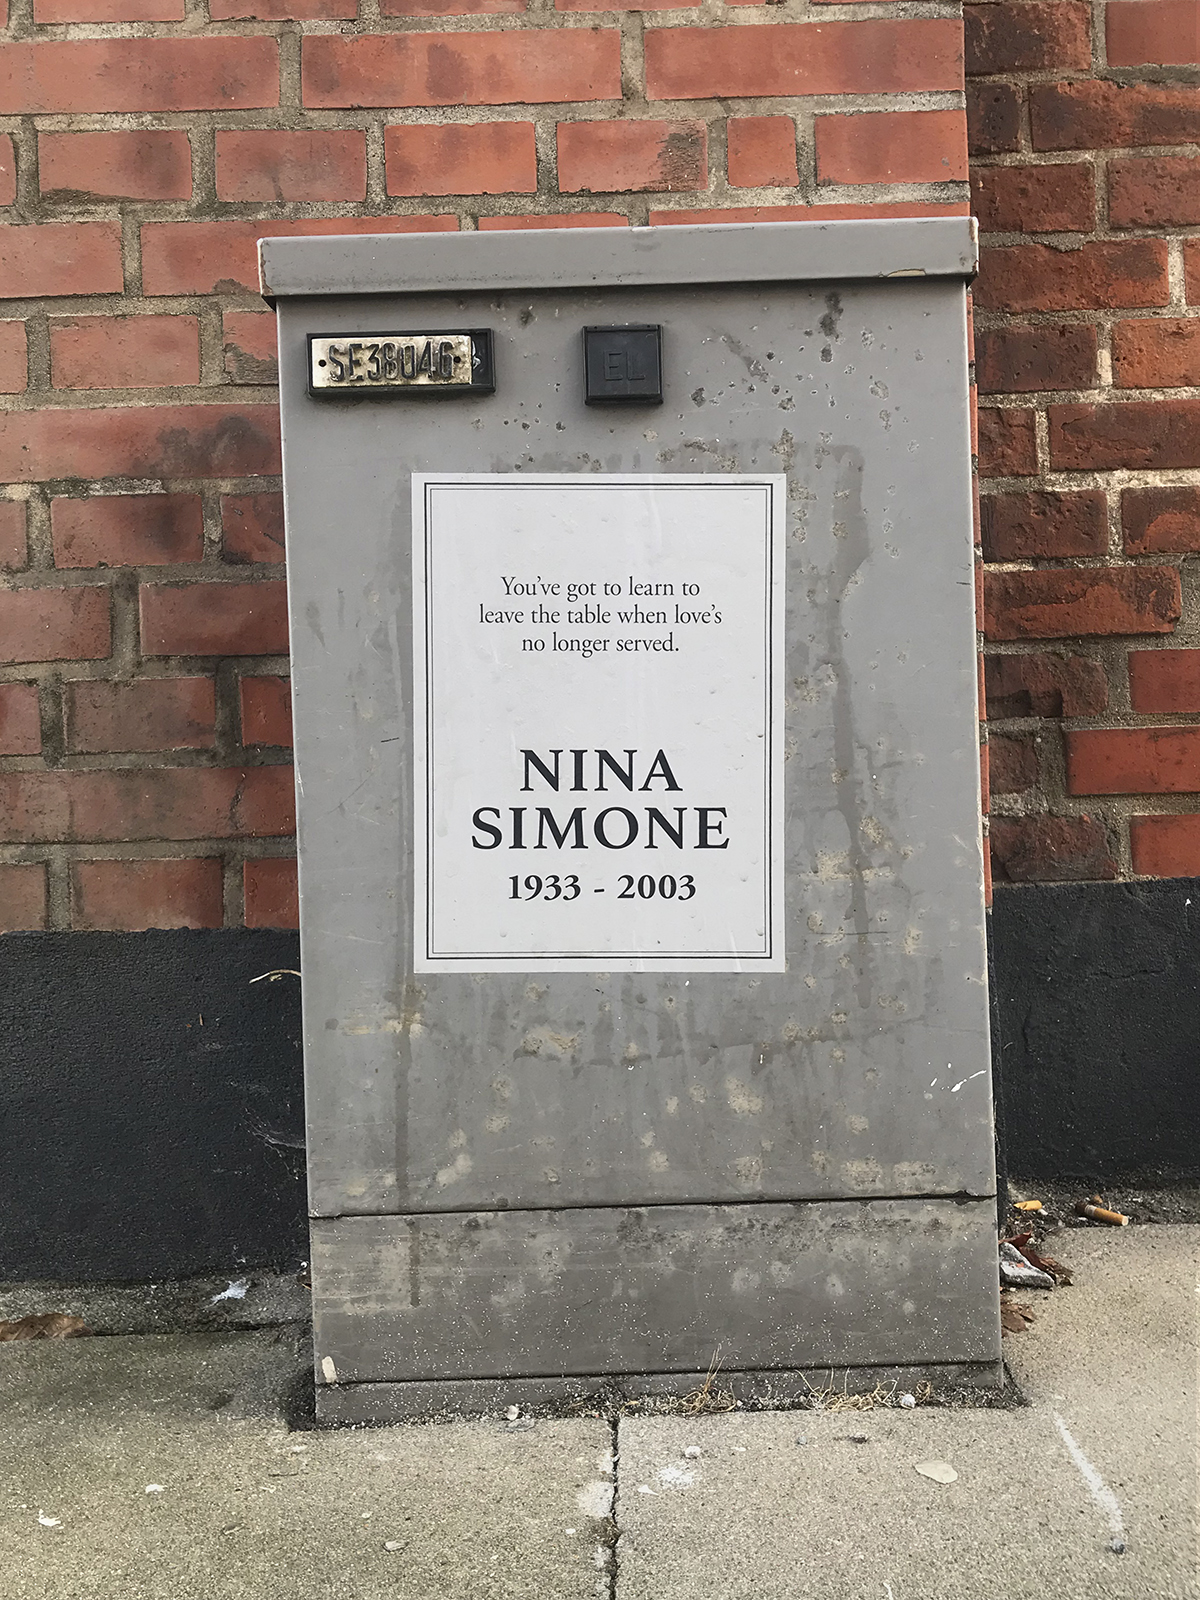 SE38046
EL
You've got to learn to
leave the table when love's
no longer served.
NINA
SIMONE
1933 - 2003